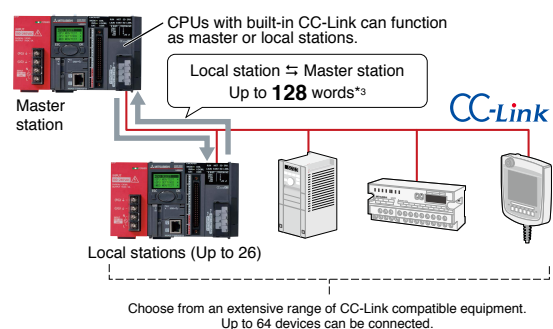 CPUs with built-in CC-Link can function
as master or local stations.
Local station ⇆ Master station
Up to 128 words*3
CC-Link
Master
station
Local stations (Up to 26)
Choose from an extensive range of CC-Link compatible equipment.
Up to 64 devices can be connected.